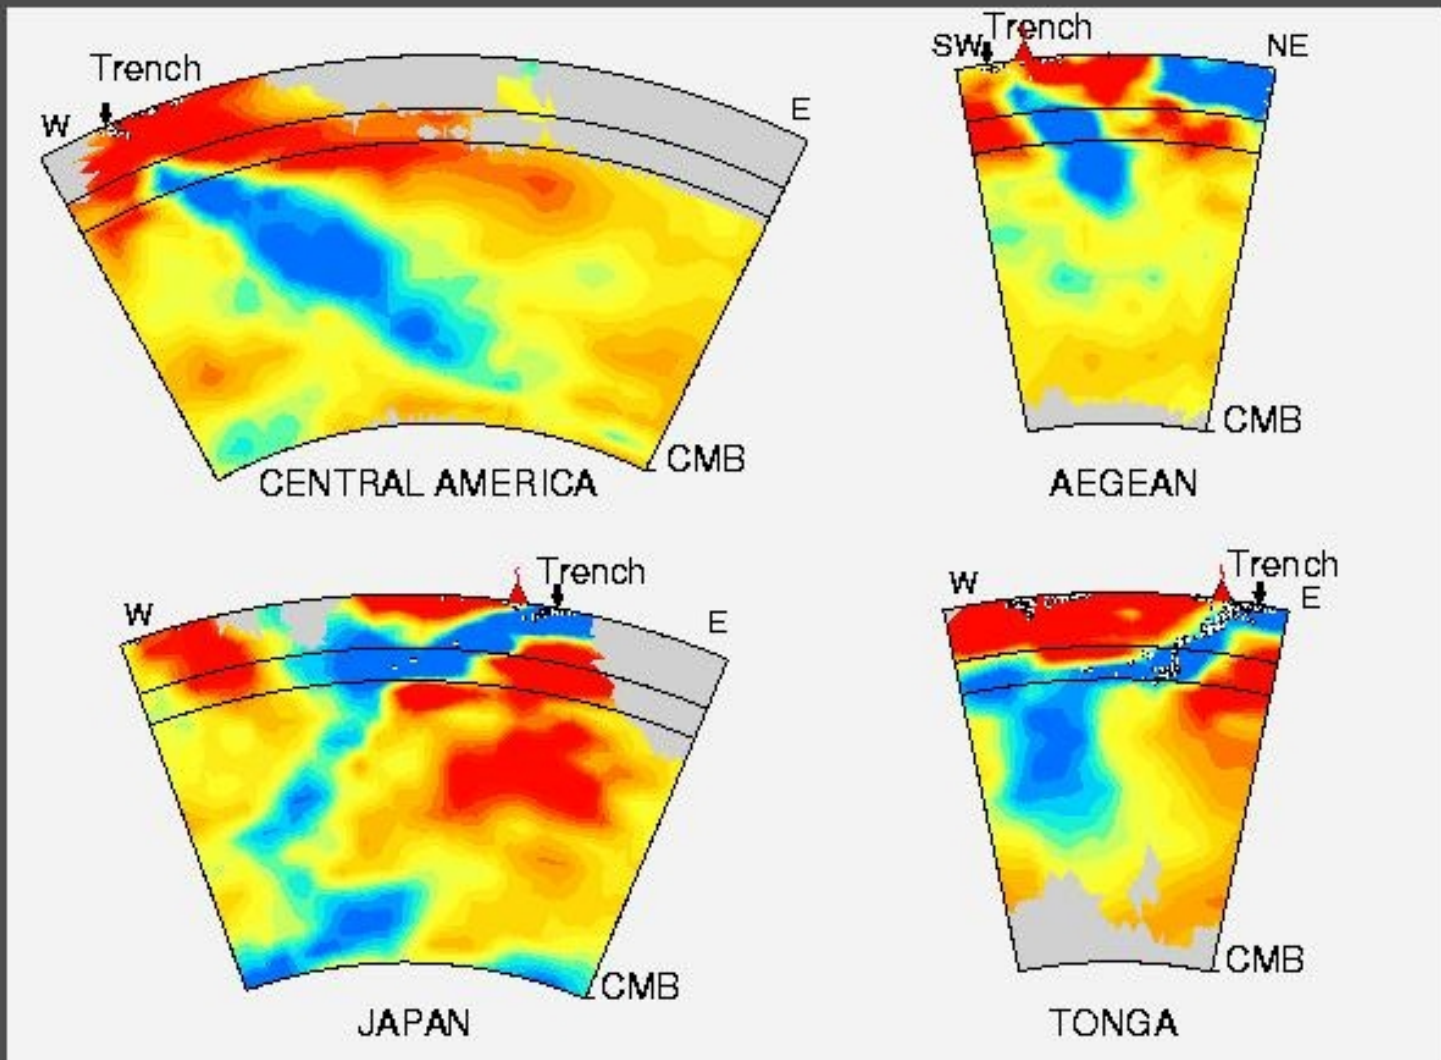 Trench
W
E
CMB
CENTRAL AMERICA
Trench
SW
NE
CMB
AEGEAN
Trench
W
E
CMB
JAPAN
Trench
W
E
CMB
TONGA